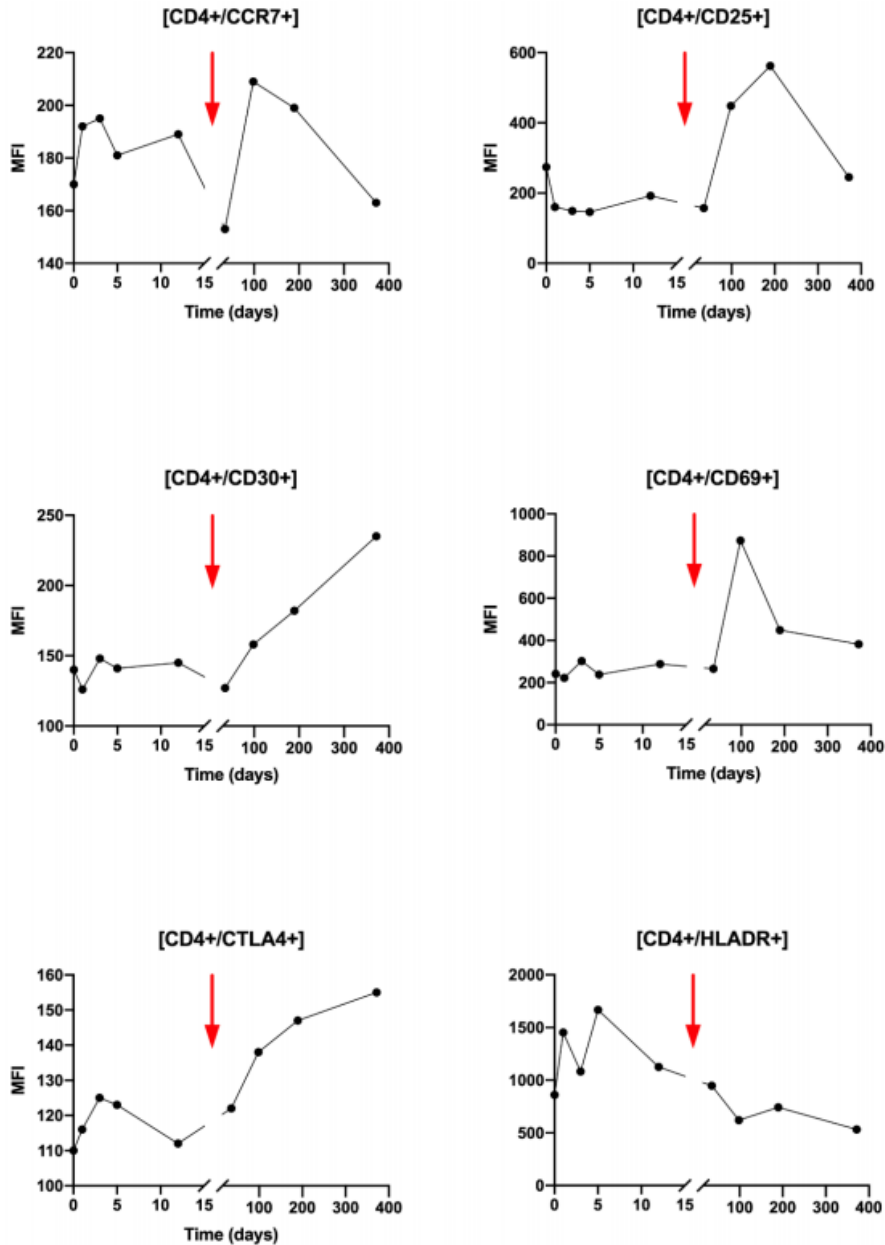 [CD4+/CCR7+]
220
200
180
160
140
MFI
0 5 10 15 100 200 300 400
Time (days)
[CD4+/CD25+]
600
400
200
0
MFI
0 5 10 15 100 200 300 400
Time (days)
[CD4+/CD30+]
250
200
150
100
MFI
0 5 10 15 100 200 300 400
Time (days)
[CD4+/CD69+]
1000
800
600
400
200
0
MFI
0 5 10 15 100 200 300 400
Time (days)
[CD4+/CTLA4+]
160
150
140
130
120
110
100
MFI
0 5 10 15 100 200 300 400
Time (days)
[CD4+/HLADR+]
2000
1500
1000
500
0
MFI
0 5 10 15 100 200 300 400
Time (days)